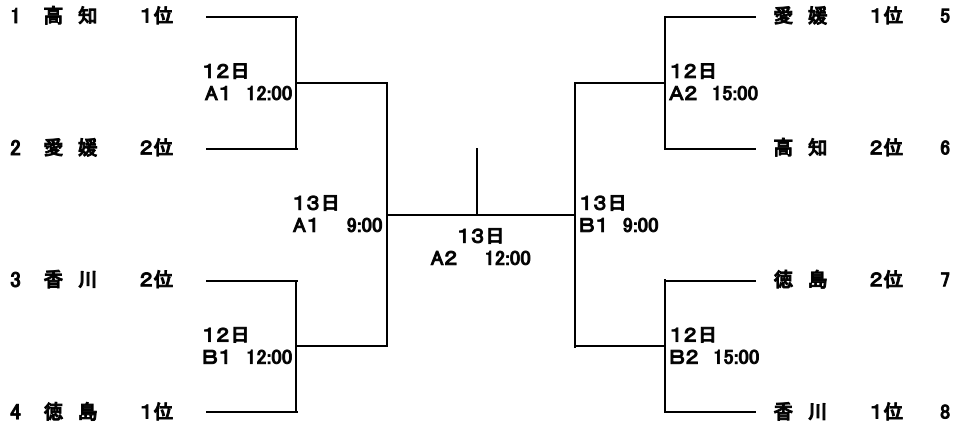 1 高 知 1位
愛 媛 1位 5
12日
A1 12:00
12日
A2 15:00
2 愛 媛 2位
高 知 2位 6
13日
A1 9:00
13日
B1 9:00
13日
A2 12:00
3 香 川 2位
徳 島 2位 7
12日
B1 12:00
12日
B2 15:00
4 徳 島 1位
香 川 1位 8